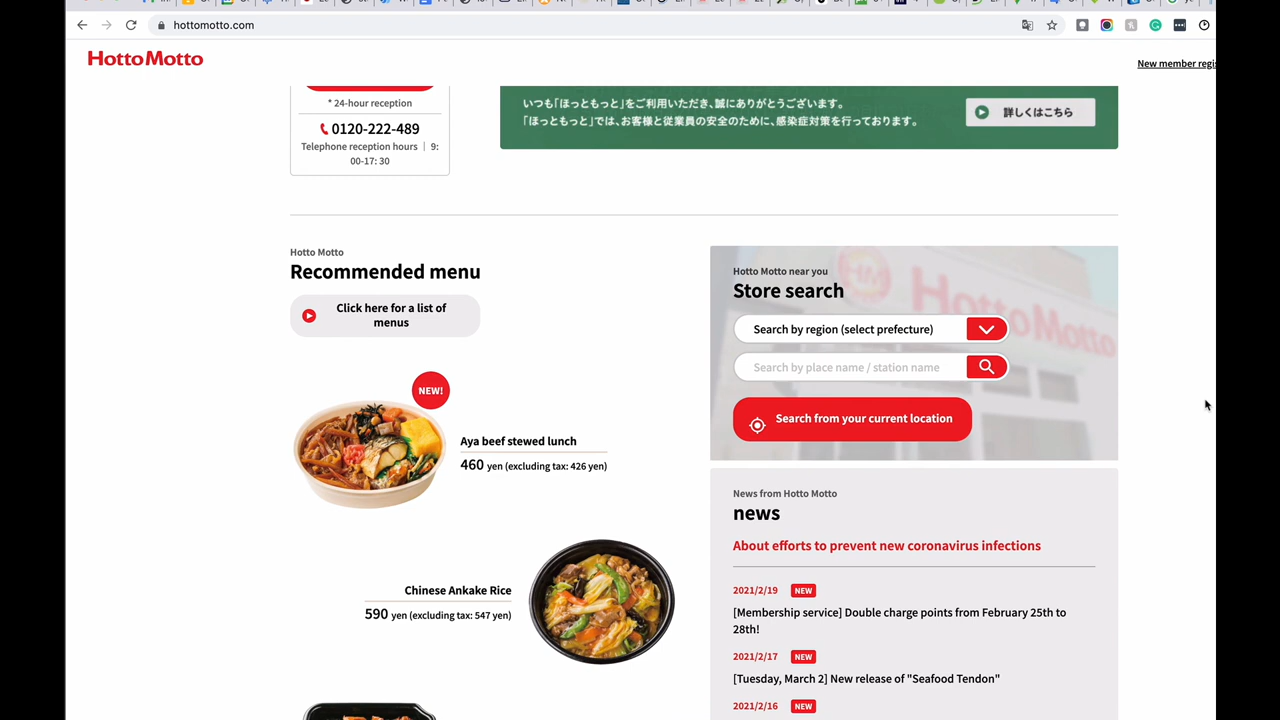 hottomotto.com
HottoMotto
New member regis
* 24-hour reception
0120-222-489
Telephone reception hours | 9:
00-17: 30
いつも「ほっともっと」をご利用いただき、誠にありがとうございます。
「ほっともっと」では、お客様と従業員の安全のために、感染症対策を行っております。
詳しくはこちら
Hotto Motto
Recommended menu
Click here for a list of
menus
NEW!
Aya beef stewed lunch
460 yen (excluding tax: 426 yen)
Chinese Ankake Rice
590 yen (excluding tax: 547 yen)
Hotto Motto near you
Store search
HM
Hotto Motto
Search by region (select prefecture)
Search by place name / station name
Search from your current location
News from Hotto Motto
news
About efforts to prevent new coronavirus infections
2021/2/19 NEW
[Membership service] Double charge points from February 25th to
28th!
2021/2/17 NEW
[Tuesday, March 2] New release of "Seafood Tendon"
2021/2/16 NEW